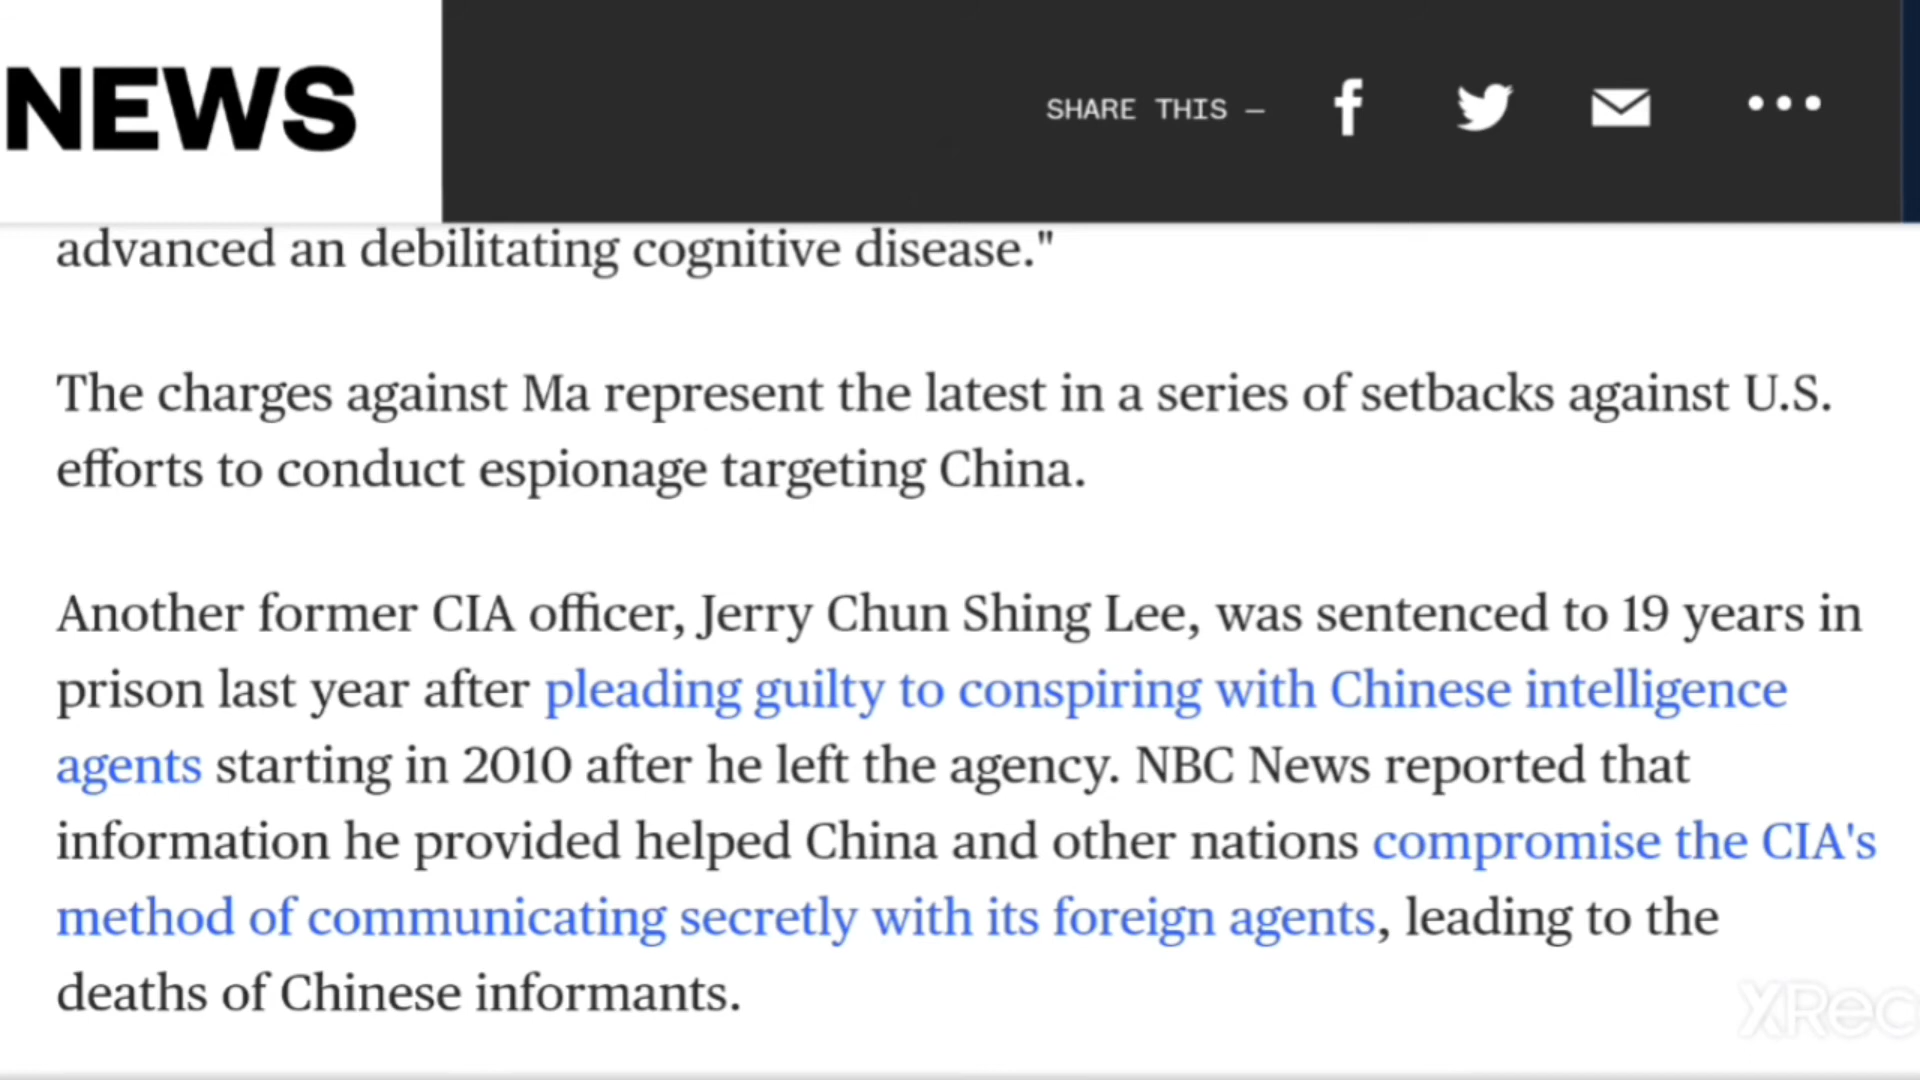 NEWS
SHARE THIS –
advanced an debilitating cognitive disease."
The charges against Ma represent the latest in a series of setbacks against U.S.
efforts to conduct espionage targeting China.
Another former CIA officer, Jerry Chun Shing Lee, was sentenced to 19 years in
prison last year after pleading guilty to conspiring with Chinese intelligence
agents starting in 2010 after he left the agency. NBC News reported that
information he provided helped China and other nations compromise the CIA's
method of communicating secretly with its foreign agents, leading to the
deaths of Chinese informants.
XRec